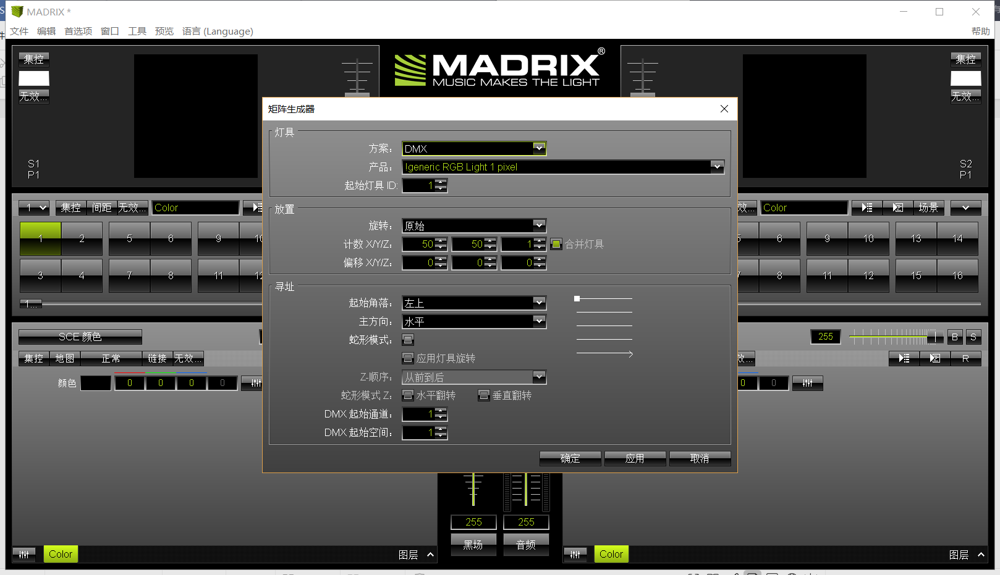 MADRIX *
文件 编辑 首选项 窗口 工具 预览 语言 (Language) 帮助
集控
无效...
S1
P1
MADRIX®
MUSIC MAKES THE LIGHT
集控
无效...
S2
P1
矩阵生成器
灯具
方案: DMX
产品: !generic RGB Light 1 pixel
起始灯具 ID: 1
放置
旋转: 原始
计数 X/Y/Z: 50 50 1 合并灯具
偏移 X/Y/Z: 0 0 0
寻址
起始角落: 左上
主方向: 水平
蛇形模式:
应用灯具旋转
Z-顺序: 从前到后
蛇形模式 Z: 水平翻转 垂直翻转
DMX 起始通道: 1
DMX 起始空间: 1
确定 应用 取消
1 集控 间距 无效... Color
1 2 5 6 9 10
3 4 7 8 11 12
1...
效... Color 场景
5 6 9 10 13 14
7 8 11 12 15 16
SCE 颜色
集控 地图 正常 链接 无效...
颜色 0 0 0 0
255 B S
效... R
0 0
255 255
黑场 音频
Color 图层
Color 图层